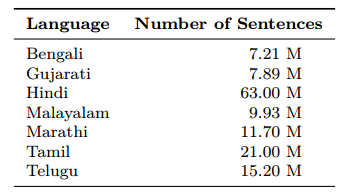 Language Number of Sentences
Bengali 7.21 M
Gujarati 7.89 M
Hindi 63.00 M
Malayalam 9.93 M
Marathi 11.70 M
Tamil 21.00 M
Telugu 15.20 M